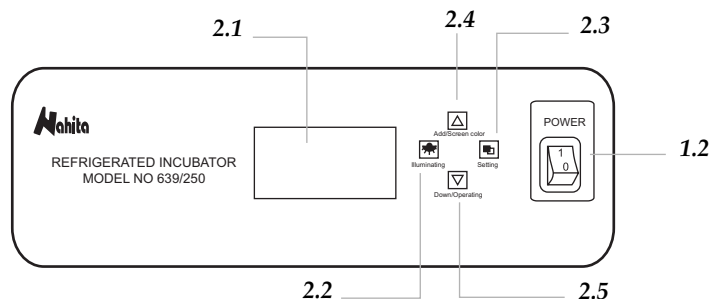 2.1
2.4
2.3
Nahita
REFRIGERATED INCUBATOR
MODEL NO 639/250
Add/Screen color
Illuminating
Setting
Down/Operating
POWER
1
0
1.2
2.2
2.5